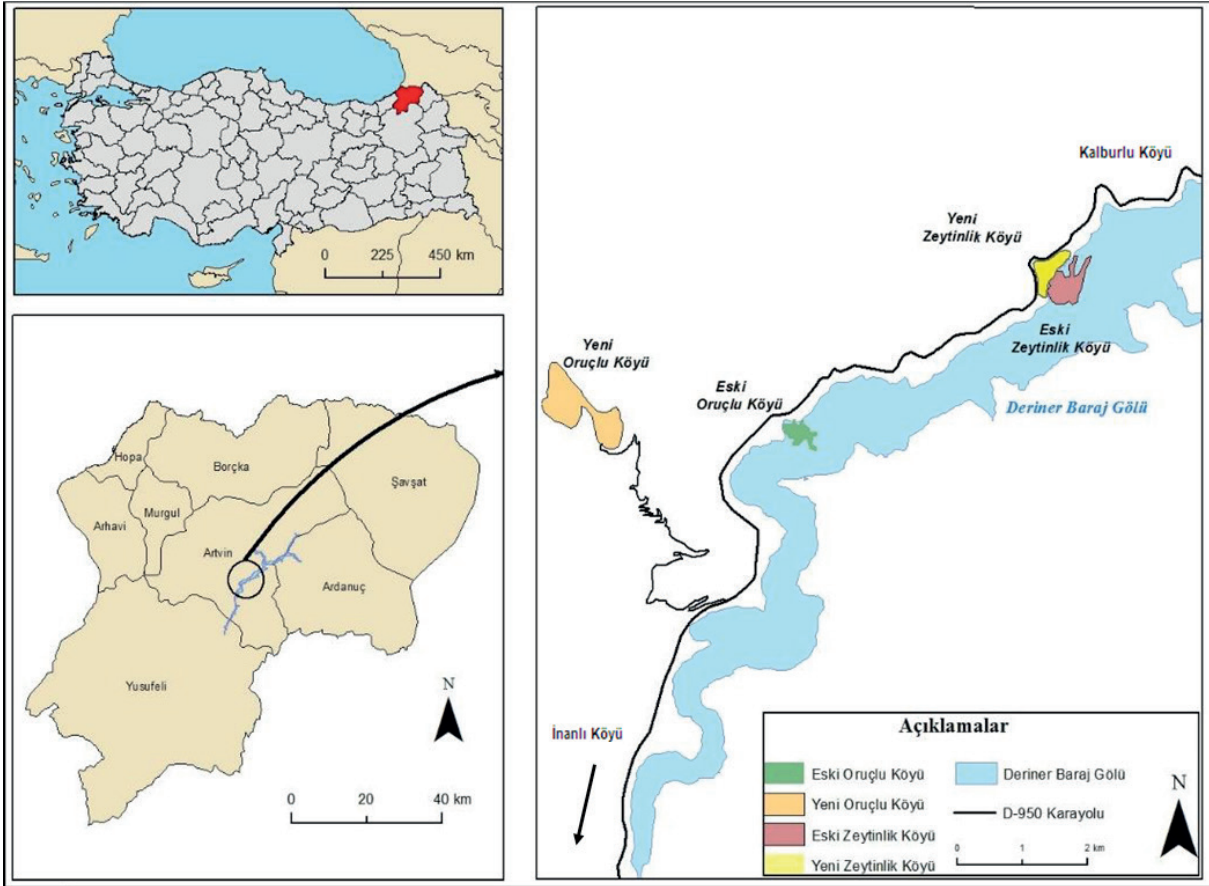 0 225 450 km
Hopa
Borçka
Şavşat
Arhavi
Murgul
Artvin
Ardanuç
Yusufeli
N
0 20 40 km
Kalburlu Köyü
Yeni
Zeytinlik Köyü
Eski
Zeytinlik Köyü
Yeni
Oruçlu Köyü
Eski
Oruçlu Köyü
Deriner Baraj Gölü
İnanlı Köyü
Açıklamalar
Eski Oruçlu Köyü
Yeni Oruçlu Köyü
Eski Zeytinlik Köyü
Yeni Zeytinlik Köyü
Deriner Baraj Gölü
D-950 Karayolu
0 1 2 km
N